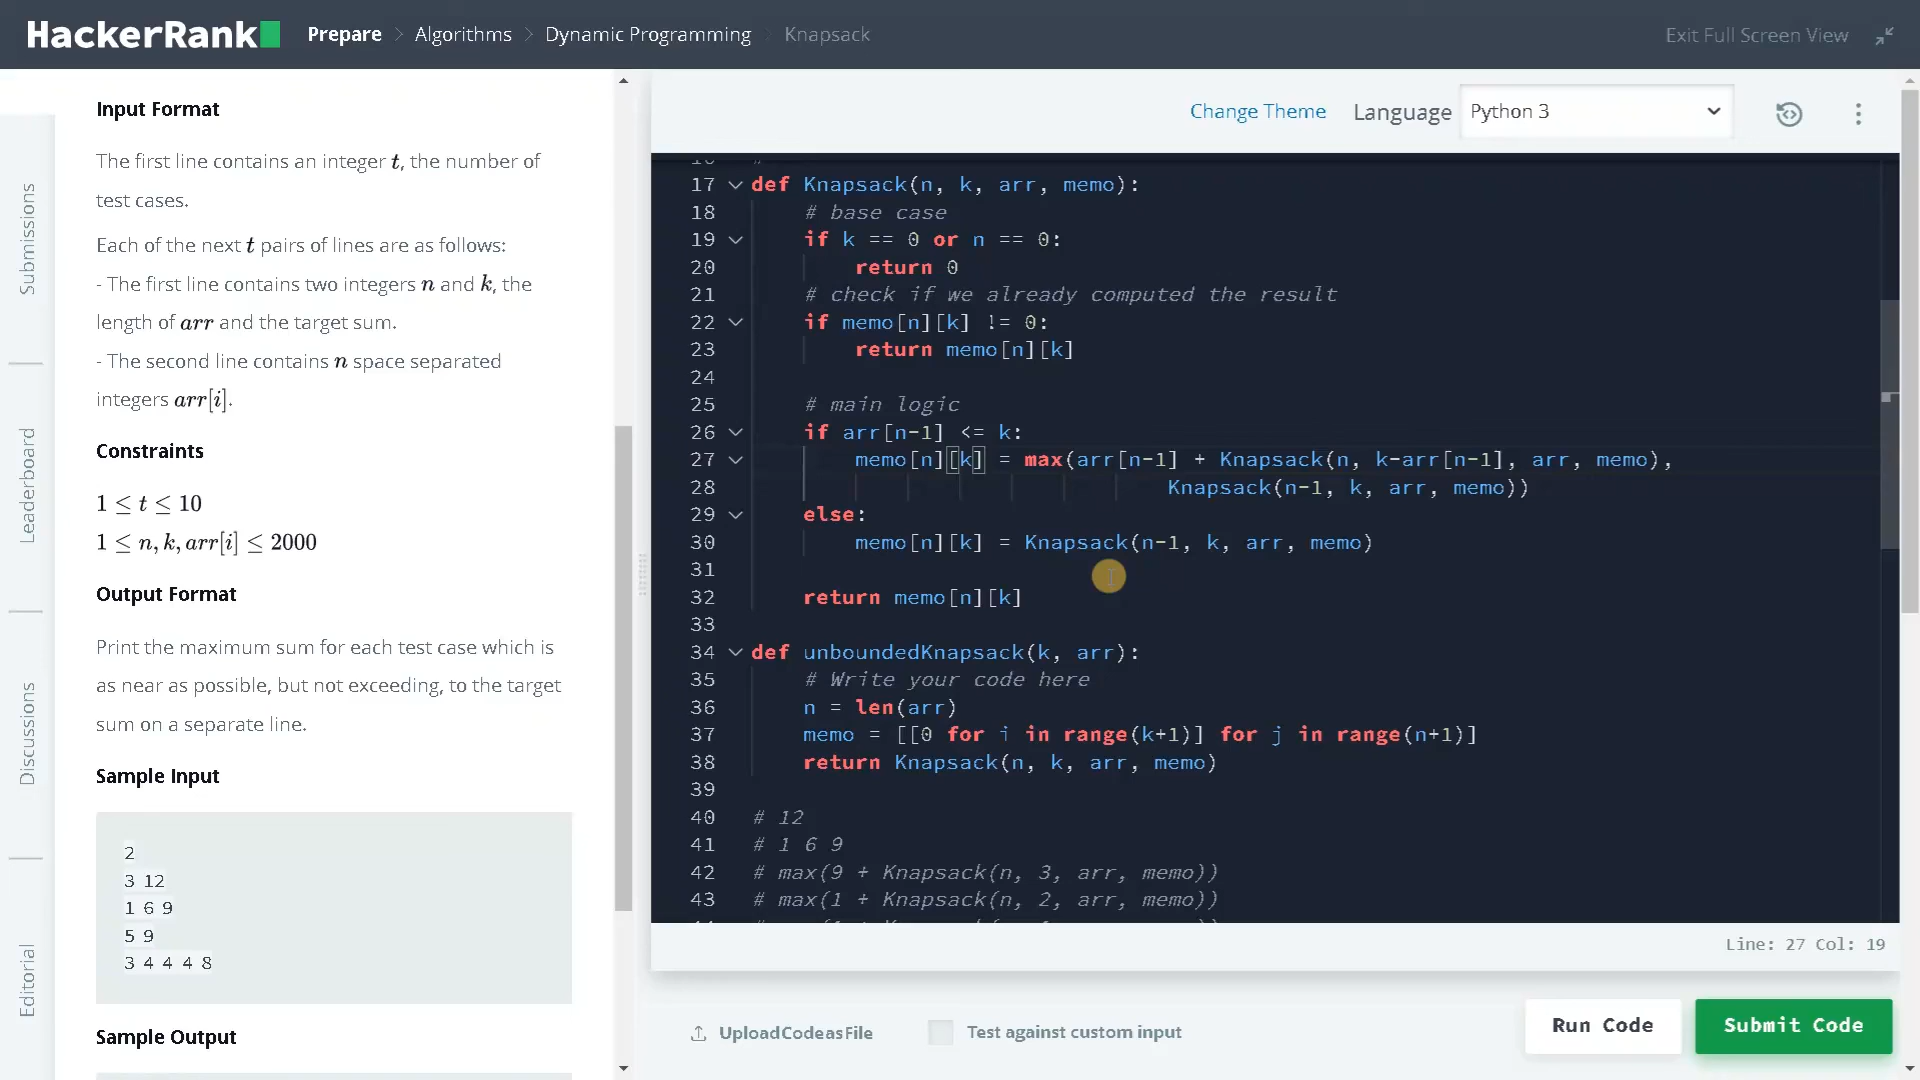 HackerRank Prepare > Algorithms > Dynamic Programming > Knapsack Exit Full Screen View
Submissions
Leaderboard
Discussions
Editorial
Input Format
The first line contains an integer t, the number of
test cases.
Each of the next t pairs of lines are as follows:
- The first line contains two integers n and k, the
length of arr and the target sum.
- The second line contains n space separated
integers arr[i].
Constraints
1 ≤ t ≤ 10
1 ≤ n, k, arr[i] ≤ 2000
Output Format
Print the maximum sum for each test case which is
as near as possible, but not exceeding, to the target
sum on a separate line.
Sample Input
2
3 12
1 6 9
5 9
3 4 4 4 8
Sample Output
Change Theme Language Python 3
17 def Knapsack(n, k, arr, memo):
18     # base case
19     if k == 0 or n == 0:
20         return 0
21     # check if we already computed the result
22     if memo[n][k] != 0:
23         return memo[n][k]
24
25     # main logic
26     if arr[n-1] <= k:
27         memo[n][k] = max(arr[n-1] + Knapsack(n, k-arr[n-1], arr, memo),
28                         Knapsack(n-1, k, arr, memo))
29     else:
30         memo[n][k] = Knapsack(n-1, k, arr, memo)
31
32     return memo[n][k]
33
34 def unboundedKnapsack(k, arr):
35     # Write your code here
36     n = len(arr)
37     memo = [[0 for i in range(k+1)] for j in range(n+1)]
38     return Knapsack(n, k, arr, memo)
39
40 # 12
41 # 1 6 9
42 # max(9 + Knapsack(n, 3, arr, memo))
43 # max(1 + Knapsack(n, 2, arr, memo))
Line: 27 Col: 19
Upload Code as File Test against custom input Run Code Submit Code